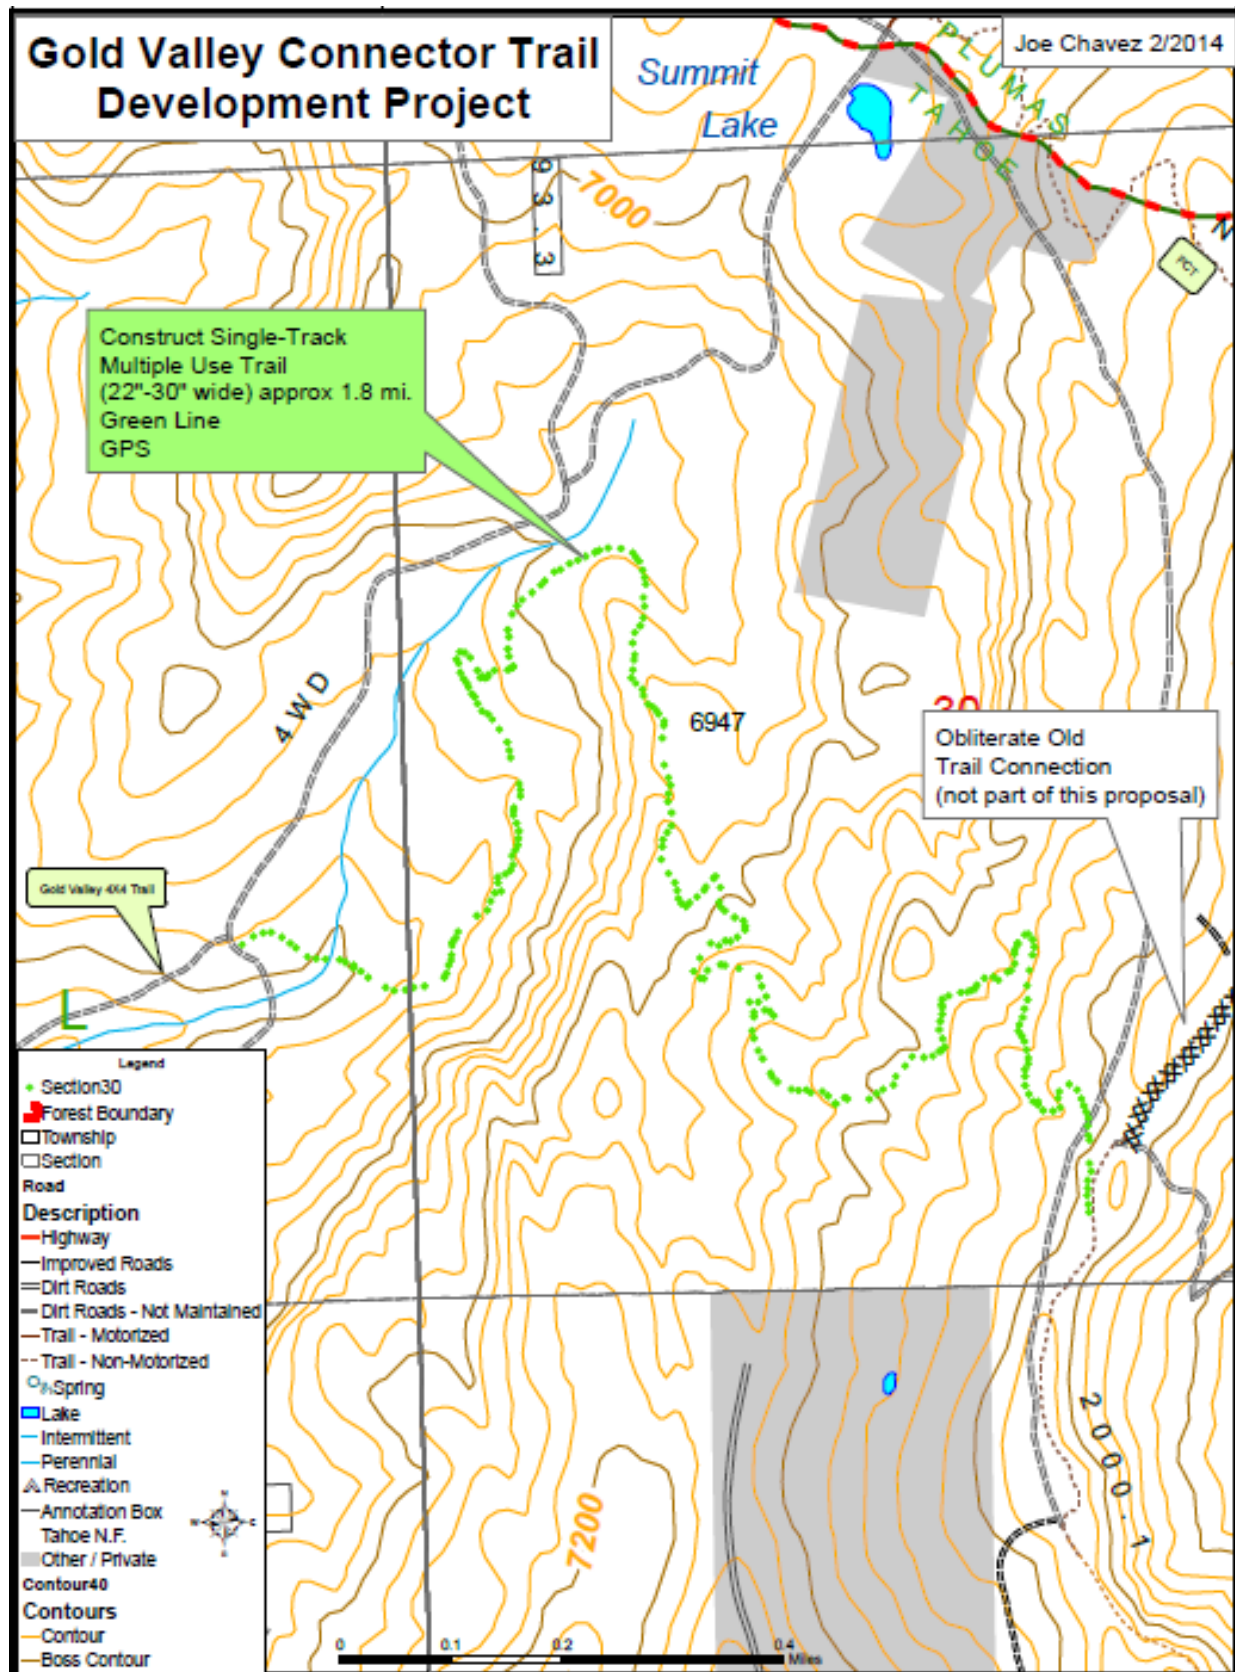 Gold Valley Connector Trail
Development Project
Joe Chavez 2/2014
Summit
Lake
PLUMAS
TAHOE
93.3
7000
N
PCT
Construct Single-Track
Multiple Use Trail
(22"-30" wide) approx 1.8 mi.
Green Line
GPS
4WD
6947
30
Obliterate Old
Trail Connection
(not part of this proposal)
Gold Valley 4X4 Trail
L
Legend
Section30
Forest Boundary
Township
Section
Road
Description
Highway
Improved Roads
Dirt Roads
Dirt Roads - Not Maintained
Trail - Motorized
Trail - Non-Motorized
Spring
Lake
Intermittent
Perennial
Recreation
Annotation Box
Tahoe N.F.
Other / Private
Contour40
Contours
Contour
Boss Contour
7200
2000.1
0 0.1 0.2 0.4
Miles